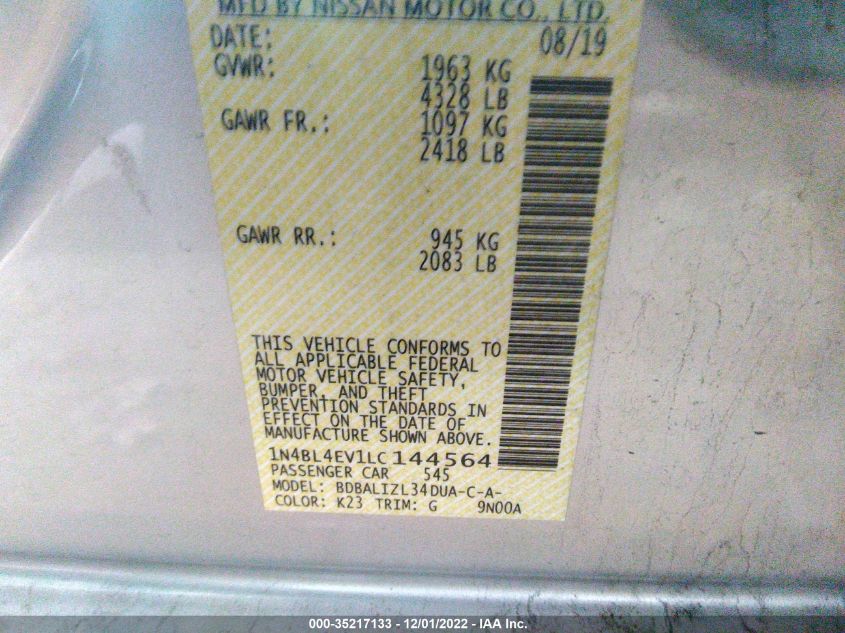 MFD BY NISSAN MOTOR CO., LTD.
DATE: 08/19
GVWR: 1963 KG
4328 LB
GAWR FR.: 1097 KG
2418 LB
GAWR RR.: 945 KG
2083 LB
THIS VEHICLE CONFORMS TO
ALL APPLICABLE FEDERAL
MOTOR VEHICLE SAFETY,
BUMPER, AND THEFT
PREVENTION STANDARDS IN
EFFECT ON THE DATE OF
MANUFACTURE SHOWN ABOVE.
1N4BL4EV1LC144564
PASSENGER CAR 545
MODEL: BDBALIZL34DUA-C-A-
COLOR: K23 TRIM: G 9N00A
000-35217133 - 12/01/2022 - IAA Inc.